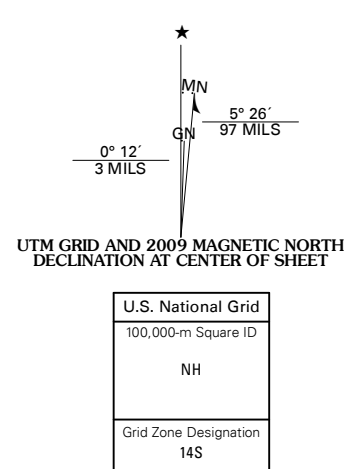 ★
MN
GN
5° 26´
97 MILS
0° 12´
3 MILS
UTM GRID AND 2009 MAGNETIC NORTH
DECLINATION AT CENTER OF SHEET
U.S. National Grid
100,000-m Square ID
NH
Grid Zone Designation
14S